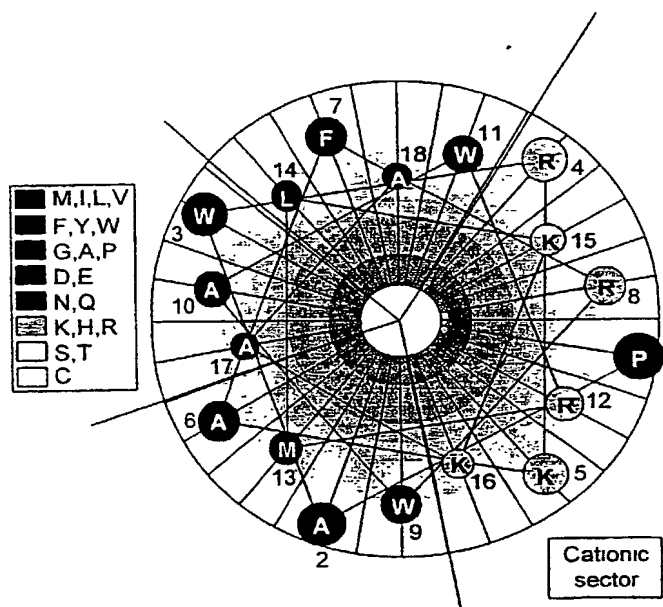 7
11
F
18
W
R
4
14
A
L
W
K
15
3
A
R
8
10
A
P
17
R
12
6
A
M
13
K
16
K
5
A
W
9
2
M,I,L,V
F,Y,W
G,A,P
D,E
N,Q
K,H,R
S,T
C
Cationic
sector